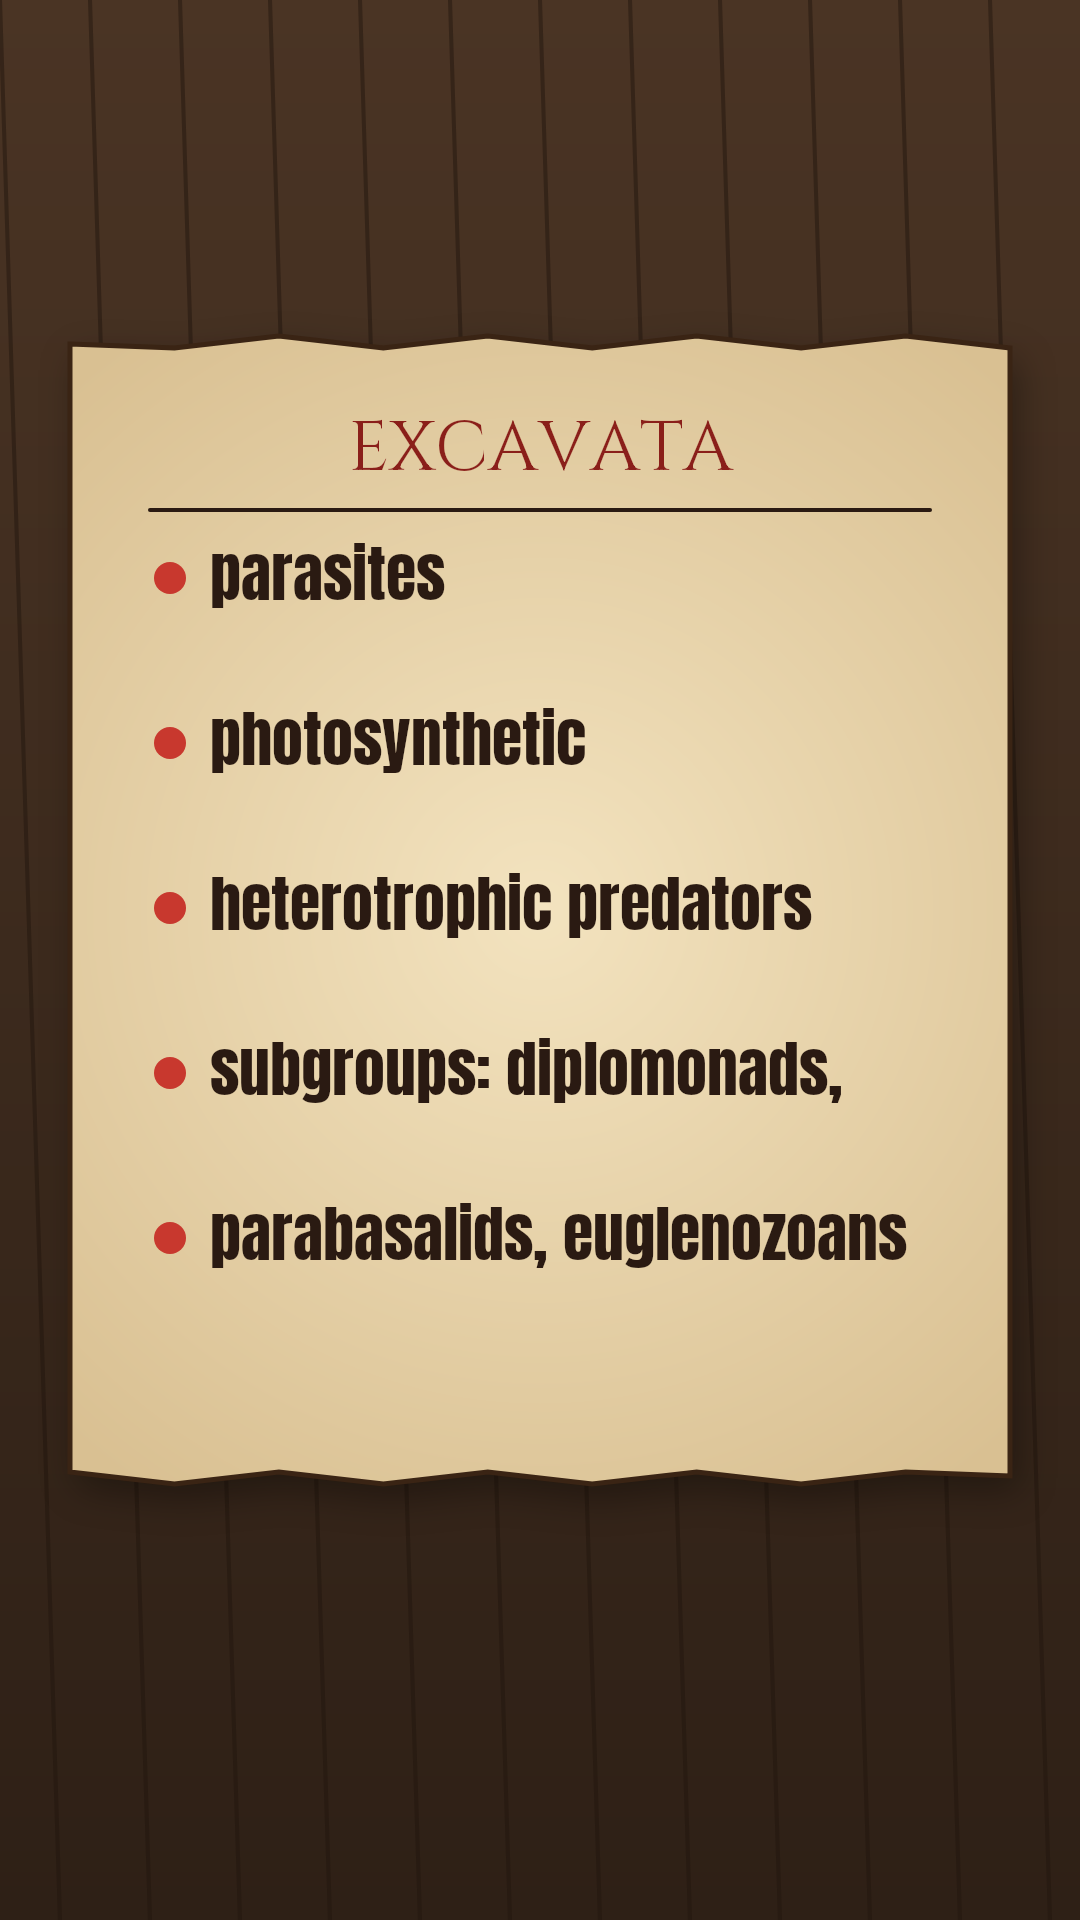 EXCAVATA
parasites
photosynthetic
heterotrophic predators
subgroups: diplomonads,
parabasalids, euglenozoans